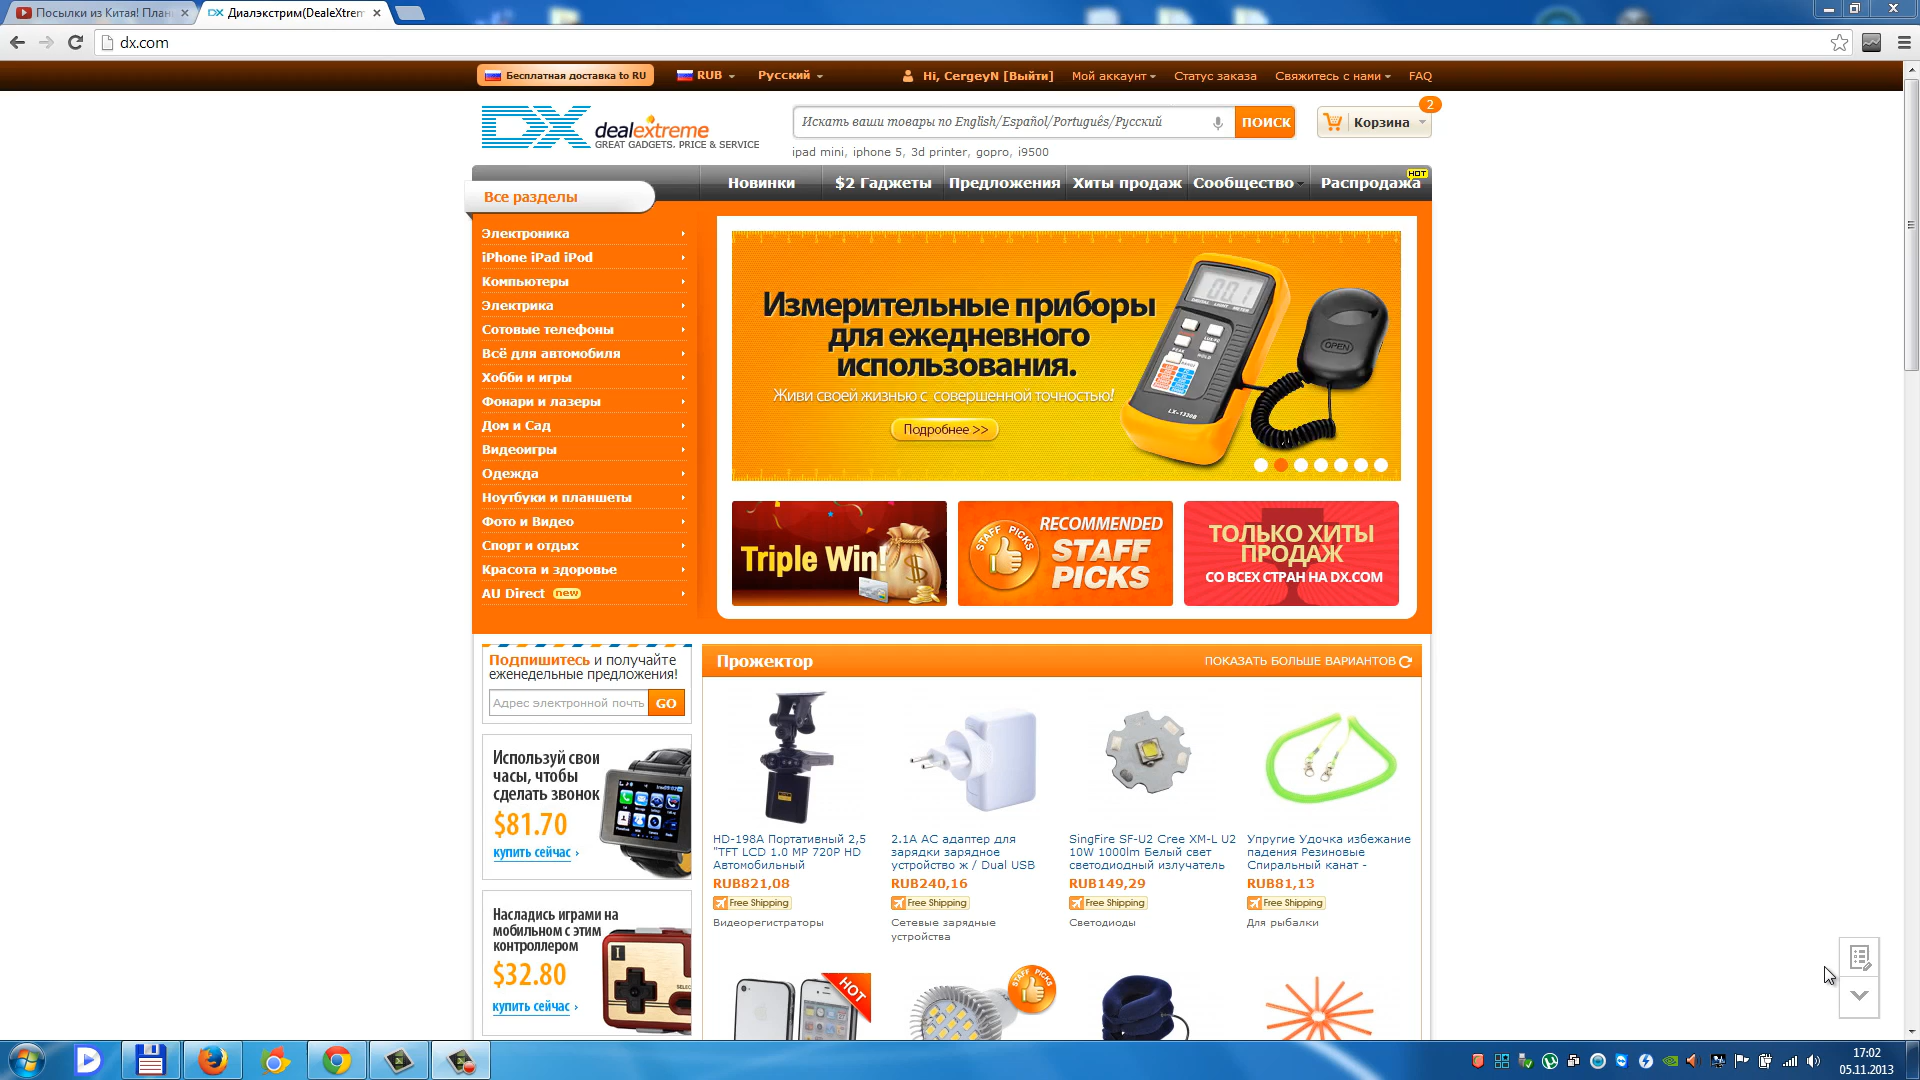 Посылки из Китая! План
Диалэкстрим(DealeXtrem
dx.com
Бесплатная доставка to RU
RUB
Русский
Hi, CergeyN [Выйти]
Мой аккаунт
Статус заказа
Свяжитесь с нами
FAQ
DX dealextreme
GREAT GADGETS. PRICE & SERVICE
Искать ваши товары по English/Español/Português/Русский
ПОИСК
Корзина
2
ipad mini, iphone 5, 3d printer, gopro, i9500
Все разделы
Новинки
$2 Гаджеты
Предложения
Хиты продаж
Сообщество
Распродажа
HOT
Электроника
iPhone iPad iPod
Компьютеры
Электрика
Сотовые телефоны
Всё для автомобиля
Хобби и игры
Фонари и лазеры
Дом и Сад
Видеоигры
Одежда
Ноутбуки и планшеты
Фото и Видео
Спорт и отдых
Красота и здоровье
AU Direct new
Измерительные приборы
для ежедневного
использования.
Живи своей жизнью с совершенной точностью!
Подробнее >>
DIGITAL LIGHT METER
LX-1330B
OPEN
Triple Win!
STAFF PICKS
RECOMMENDED
STAFF
PICKS
ТОЛЬКО ХИТЫ
ПРОДАЖ
СО ВСЕХ СТРАН НА DX.COM
Подпишитесь и получайте
еженедельные предложения!
Адрес электронной почть
GO
Используй свои
часы, чтобы
сделать звонок
$81.70
купить сейчас ›
Насладись играми на
мобильном с этим
контроллером
$32.80
купить сейчас ›
I
Прожектор
ПОКАЗАТЬ БОЛЬШЕ ВАРИАНТОВ
HD-198A Портативный 2,5
"TFT LCD 1.0 MP 720P HD
Автомобильный
RUB821,08
Free Shipping
Видеорегистраторы
2.1A AC адаптер для
зарядки зарядное
устройство ж / Dual USB
RUB240,16
Free Shipping
Сетевые зарядные
устройства
SingFire SF-U2 Cree XM-L U2
10W 1000lm Белый свет
светодиодный излучатель
RUB149,29
Free Shipping
Светодиоды
Упругие Удочка избежание
падения Резиновые
Спиральный канат -
RUB81,13
Free Shipping
Для рыбалки
HOT
STAFF PICKS
17:02
05.11.2013